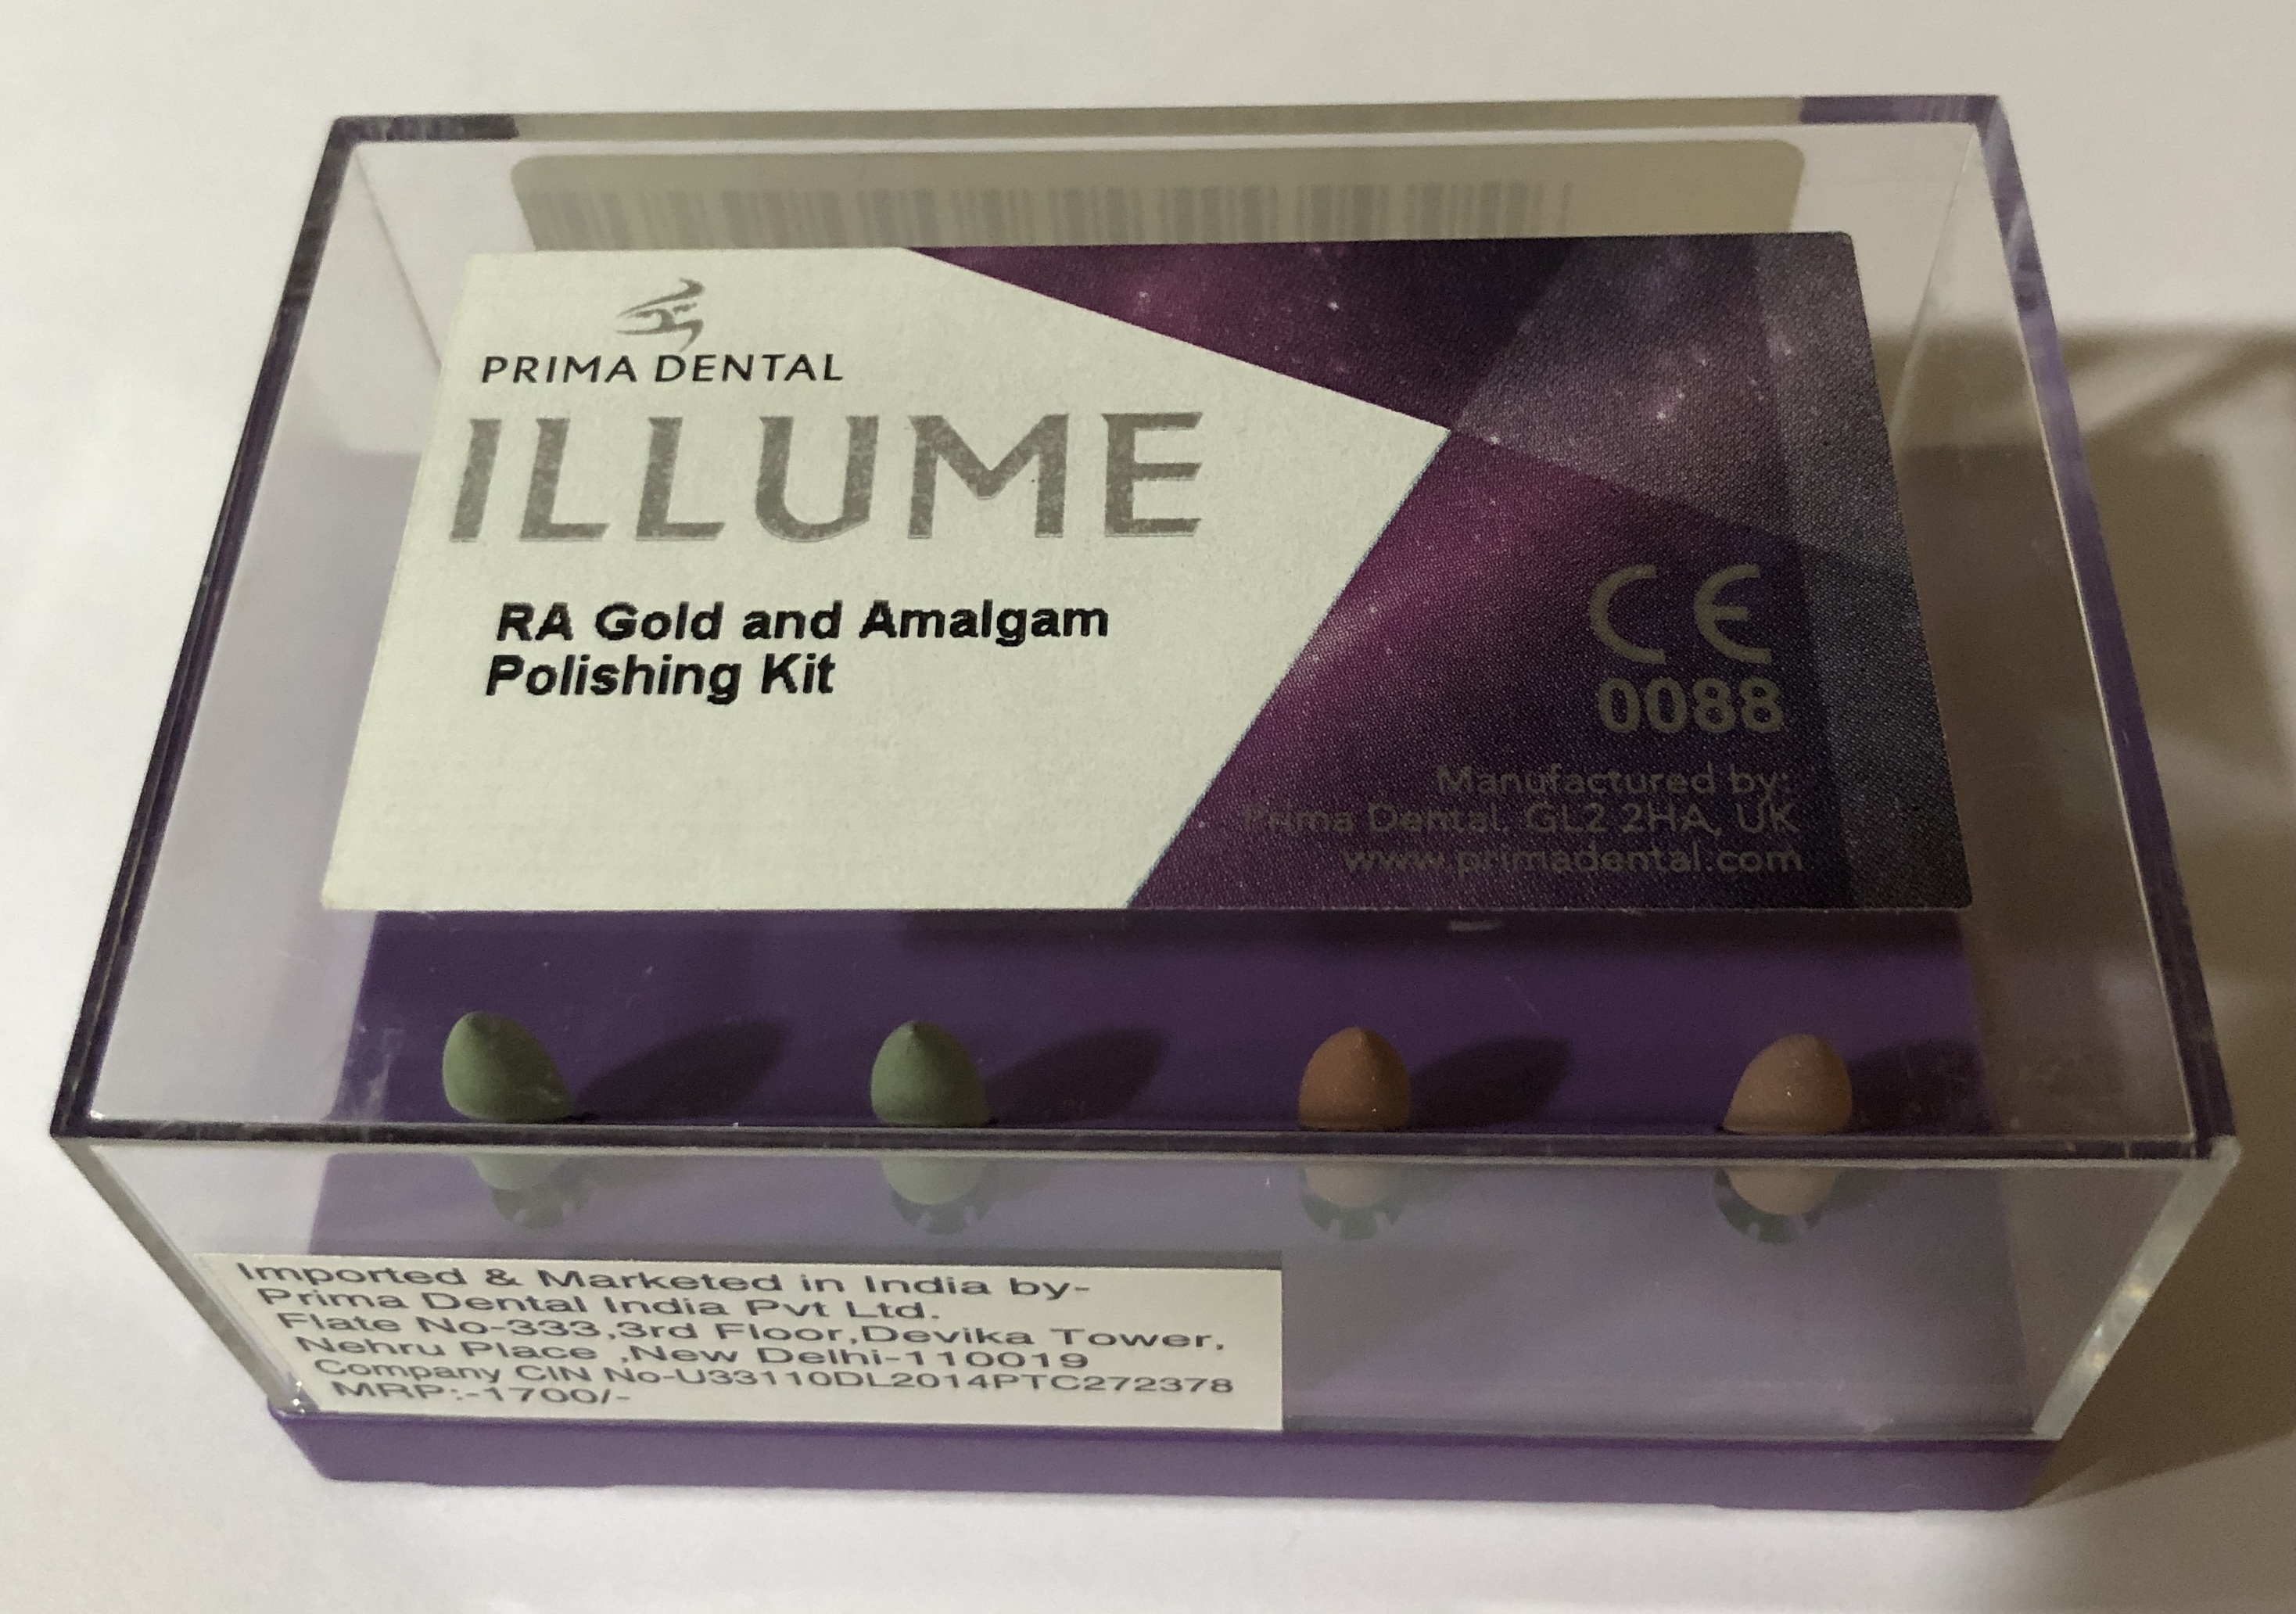 PRIMA DENTAL
ILLUME
RA Gold and Amalgam
Polishing Kit
CE
0088
Manufactured by:
Prima Dental. GL2 2HA, UK
www.primadental.com
Imported & Marketed in India by-
Prima Dental India Pvt Ltd.
Flate No-333,3rd Floor,Devika Tower,
Nehru Place ,New Delhi-110019
Company CIN No-U33110DL2014PTC272378
MRP:-1700/-